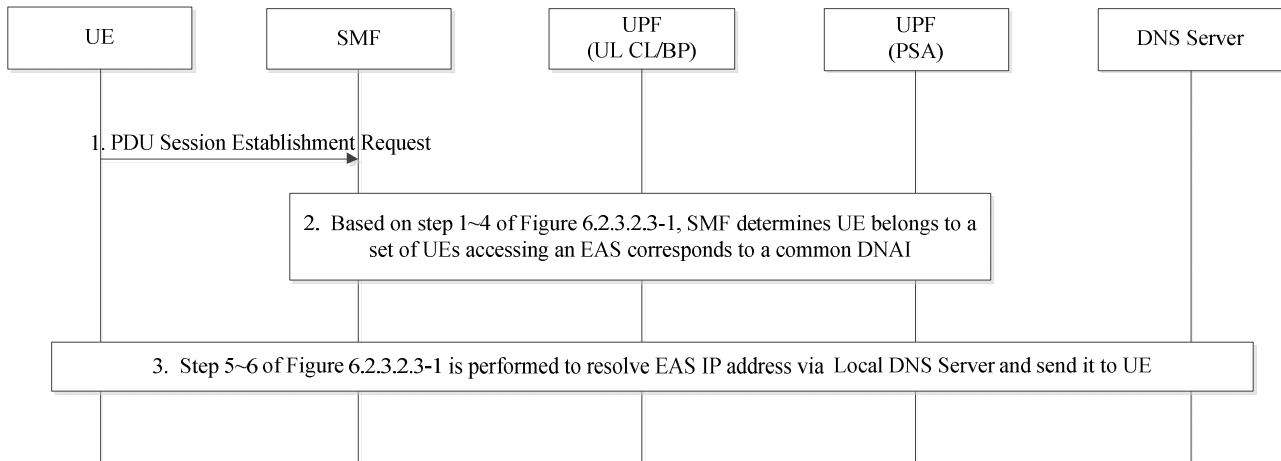 UE
SMF
UPF
(UL CL/BP)
UPF
(PSA)
DNS Server
1. PDU Session Establishment Request
2. Based on step 1~4 of Figure 6.2.3.2.3-1, SMF determines UE belongs to a
set of UEs accessing an EAS corresponds to a common DNAI
3. Step 5~6 of Figure 6.2.3.2.3-1 is performed to resolve EAS IP address via Local DNS Server and send it to UE